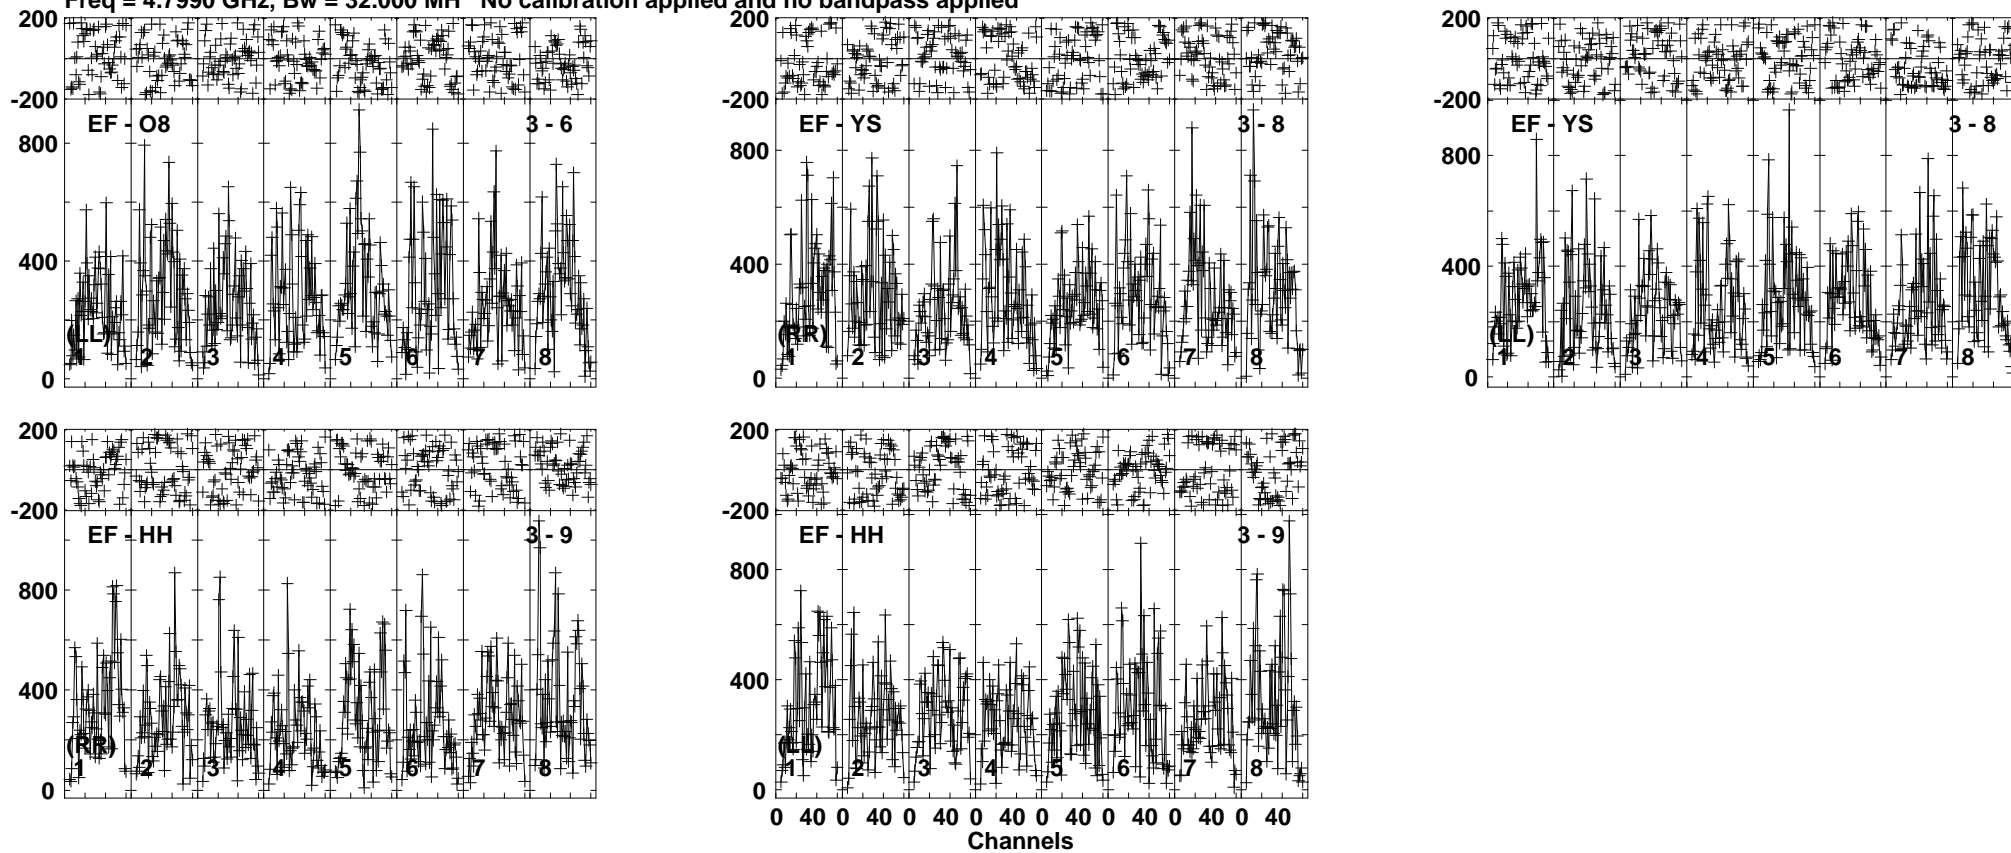 Freq = 4.7990 GHz, Bw = 32.000 MH No calibration applied and no bandpass applied
200
-200
EF - O8 3 - 6
800
400
0
(LL)
1 2 3 4 5 6 7 8
200
-200
EF - YS 3 - 8
800
400
0
(RR)
1 2 3 4 5 6 7 8
200
-200
EF - YS 3 - 8
800
400
0
(LL)
1 2 3 4 5 6 7 8
200
-200
EF - HH 3 - 9
800
400
0
(RR)
1 2 3 4 5 6 7 8
200
-200
EF - HH 3 - 9
800
400
0
(LL)
1 2 3 4 5 6 7 8
0 40 0 40 0 40 0 40 0 40 0 40 0 40 0 40
Channels